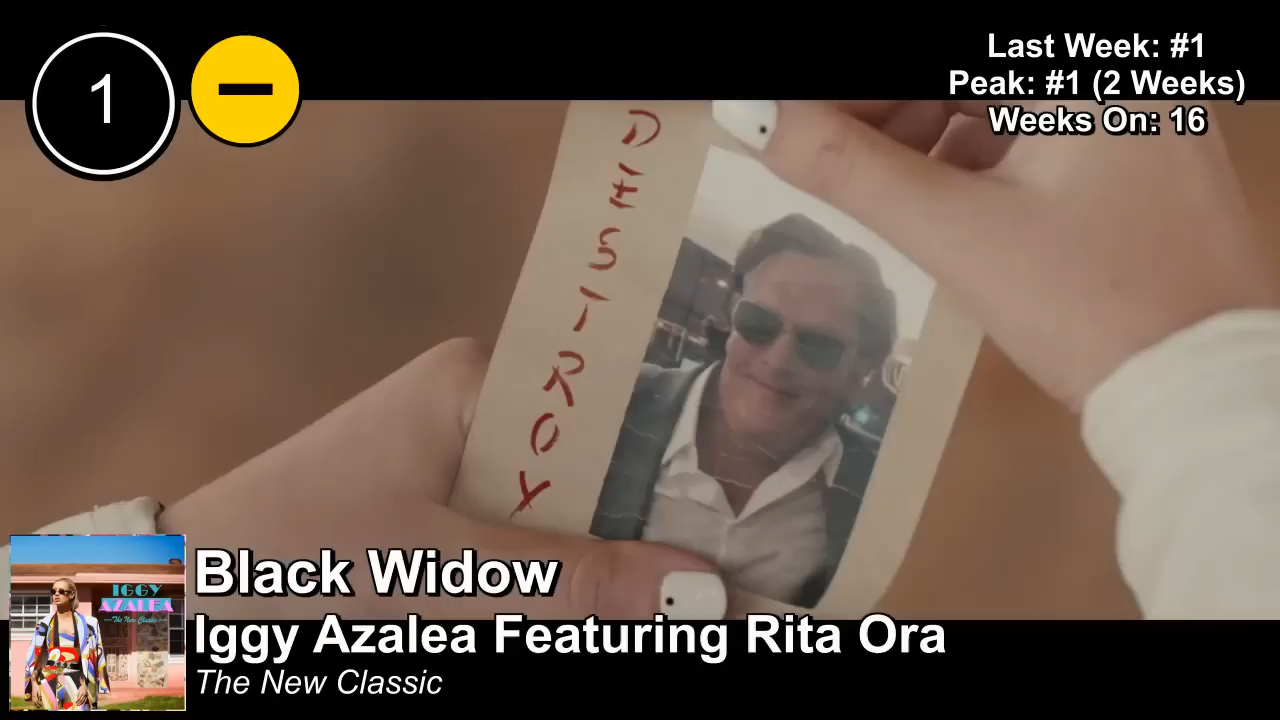 1
Last Week: #1
Peak: #1 (2 Weeks)
Weeks On: 16
DESTROY
IGGY
AZALEA
The New Classic
Black Widow
Iggy Azalea Featuring Rita Ora
The New Classic